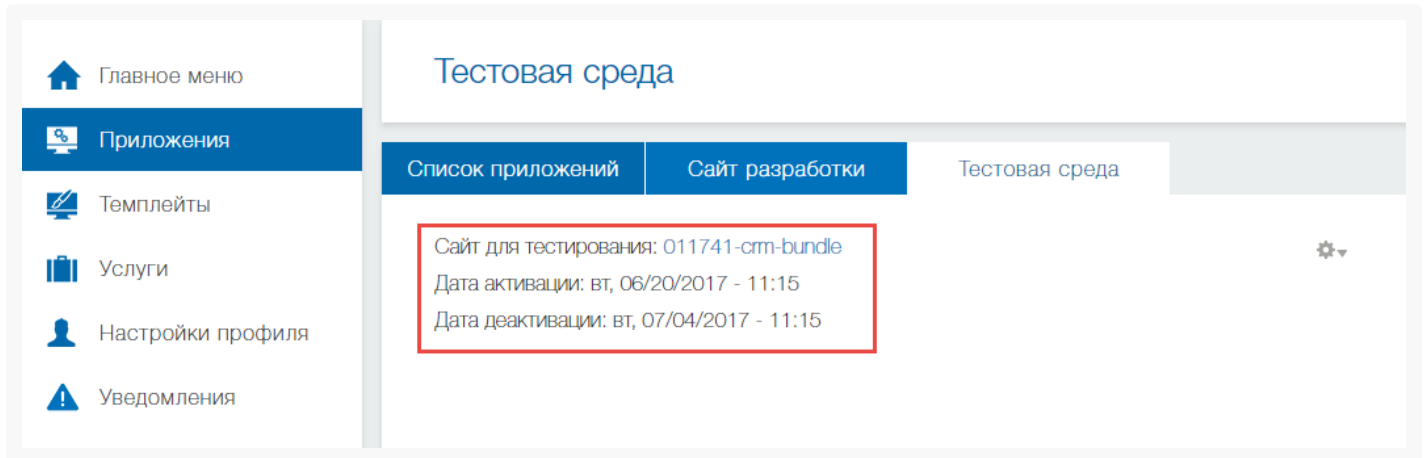 Главное меню
Приложения
Темплейты
Услуги
Настройки профиля
Уведомления
Тестовая среда
Список приложений
Сайт разработки
Тестовая среда
Сайт для тестирования: 011741-crm-bundle
Дата активации: вт, 06/20/2017 - 11:15
Дата деактивации: вт, 07/04/2017 - 11:15